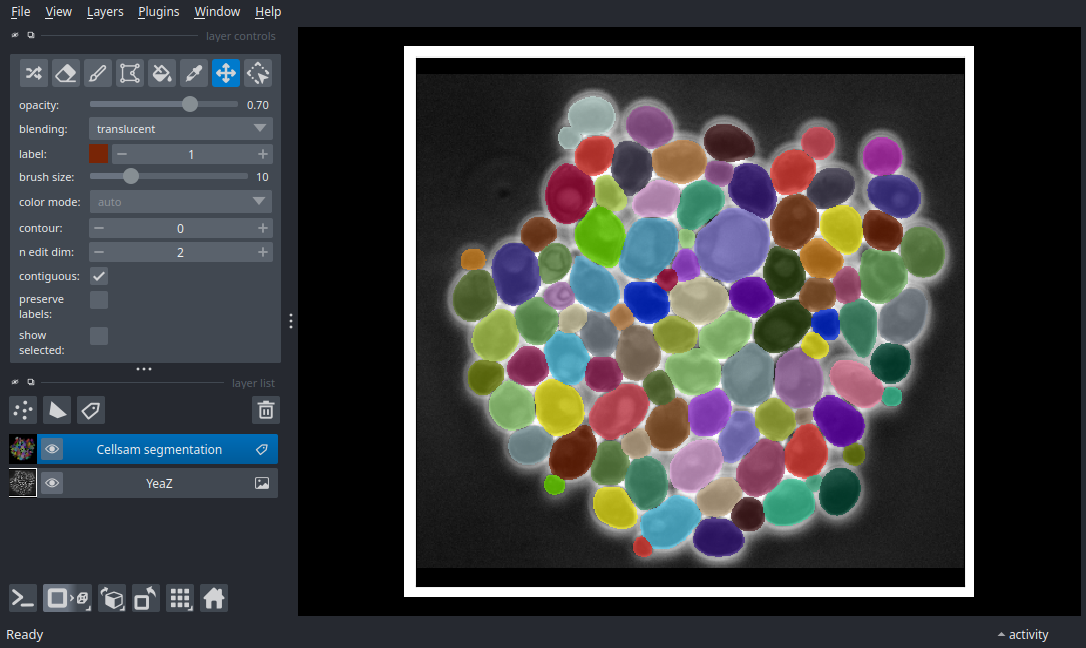 File View Layers Plugins Window Help
layer controls
opacity: 0.70
blending: translucent
label: 1
brush size: 10
color mode: auto
contour: 0
n edit dim: 2
contiguous:
preserve
labels:
show
selected:
layer list
Cellsam segmentation
YeaZ
Ready
activity